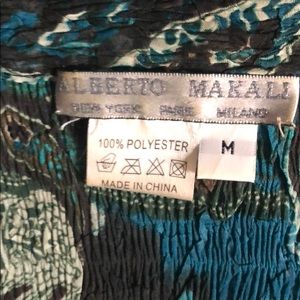 ALBERTO MAKALI
NEW YORK PARIS MILANO
100% POLYESTER
M
MADE IN CHINA